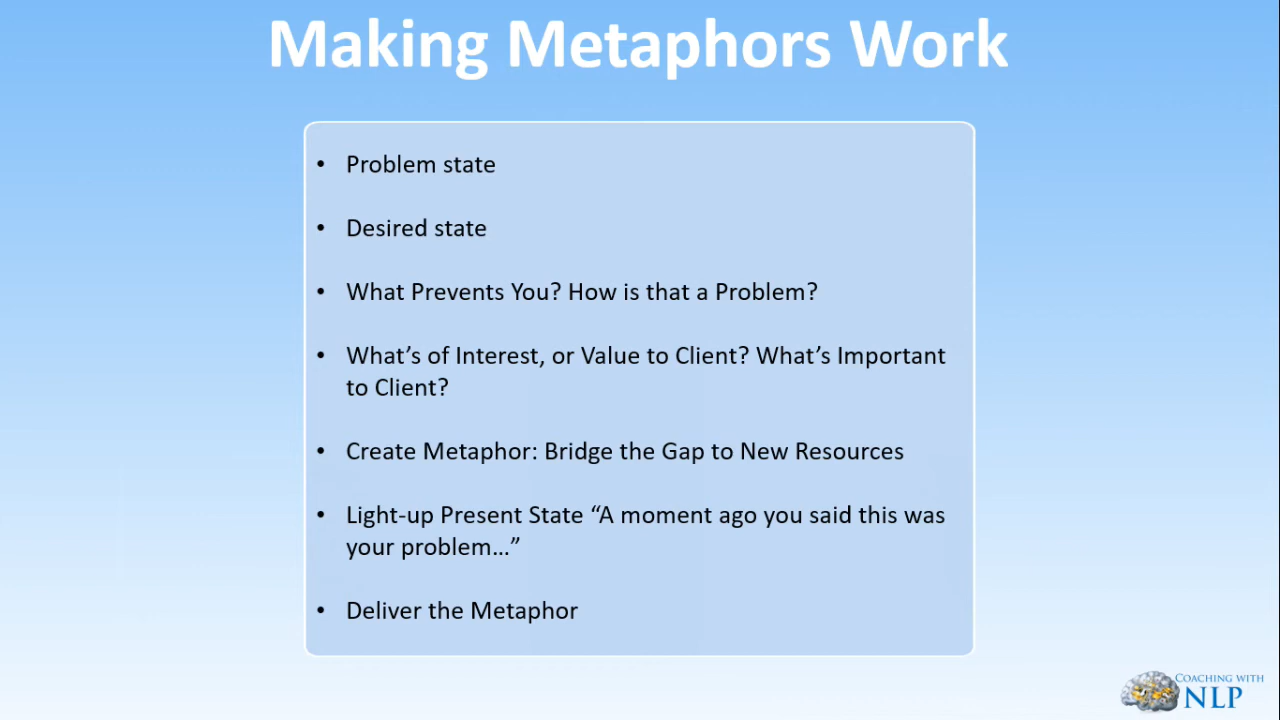 Making Metaphors Work
• Problem state
• Desired state
• What Prevents You? How is that a Problem?
• What’s of Interest, or Value to Client? What’s Important
to Client?
• Create Metaphor: Bridge the Gap to New Resources
• Light-up Present State “A moment ago you said this was
your problem…”
• Deliver the Metaphor
COACHING WITH
NLP